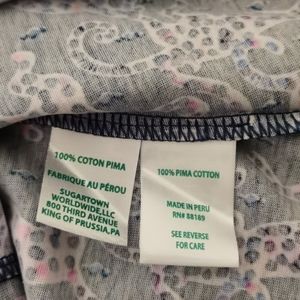 100% COTON PIMA
FABRIQUE AU PÉROU
SUGARTOWN
WORLDWIDE,LLC
800 THIRD AVENUE
KING OF PRUSSIA,PA
100% PIMA COTTON
MADE IN PERU
RN# 88189
SEE REVERSE
FOR CARE